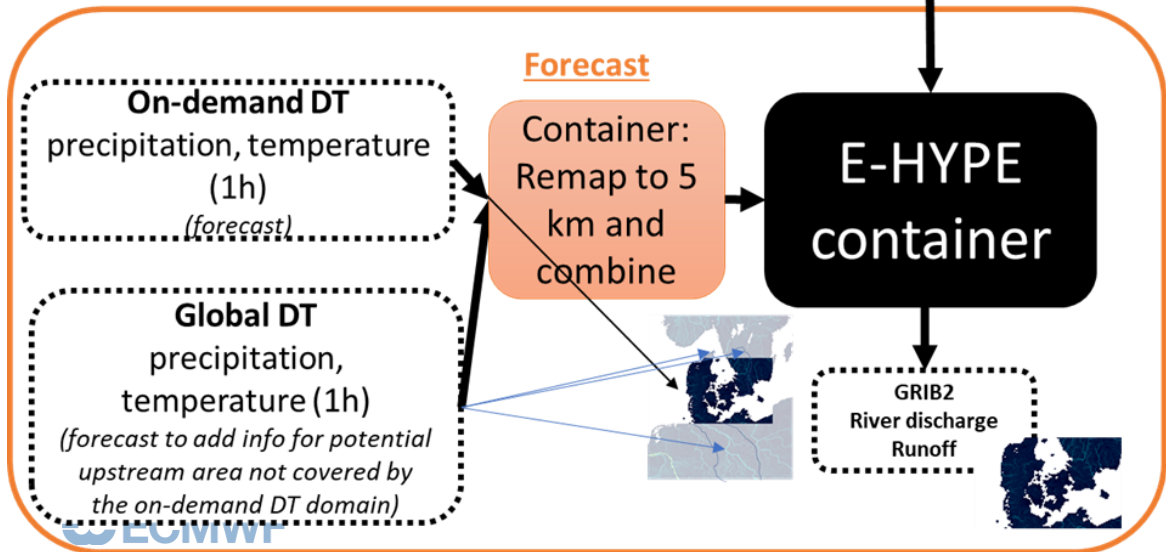 Forecast
On-demand DT
precipitation, temperature
(1h)
(forecast)
Container:
Remap to 5
km and
combine
E-HYPE
container
Global DT
precipitation,
temperature (1h)
(forecast to add info for potential
upstream area not covered by
the on-demand DT domain)
GRIB2
River discharge
Runoff
ECMWF